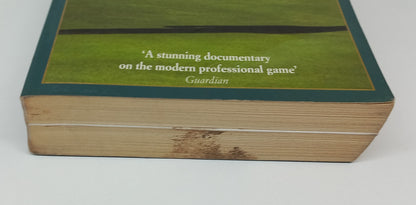 ‘A stunning documentary
on the modern professional game’
Guardian